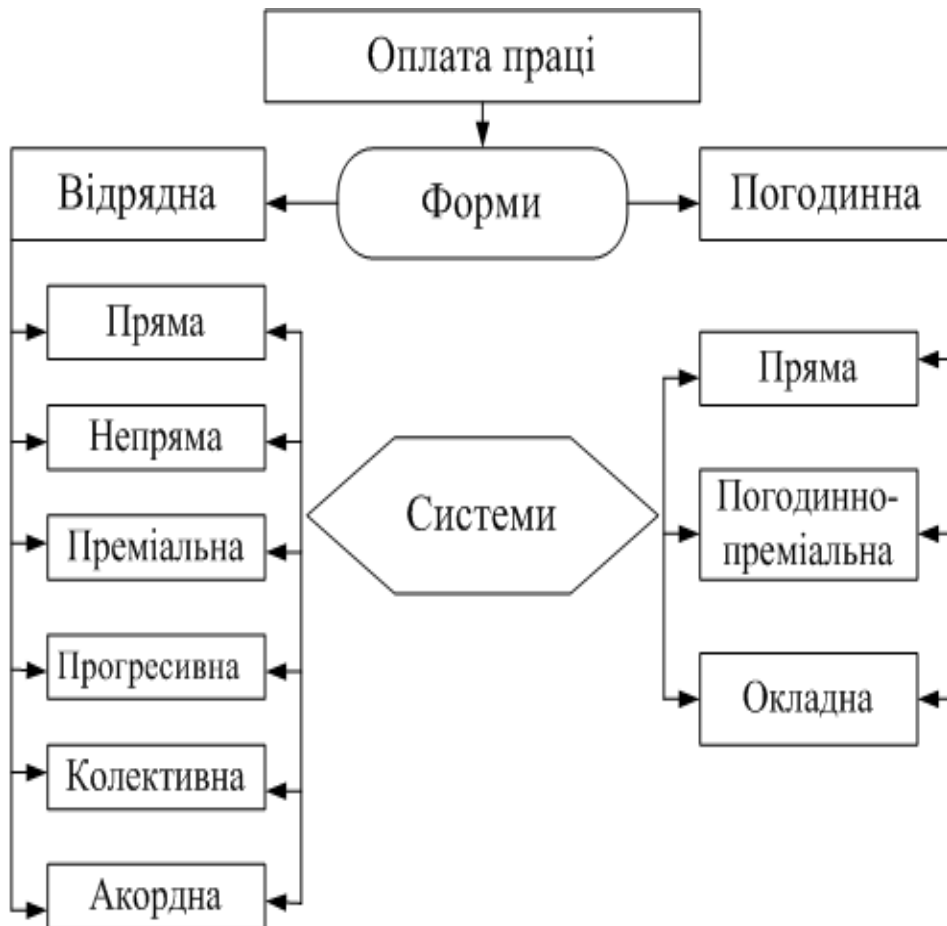 Оплата праці
Відрядна
Форми
Погодинна
Пряма
Непряма
Преміальна
Прогресивна
Колективна
Акордна
Системи
Пряма
Погодинно-
преміальна
Окладна